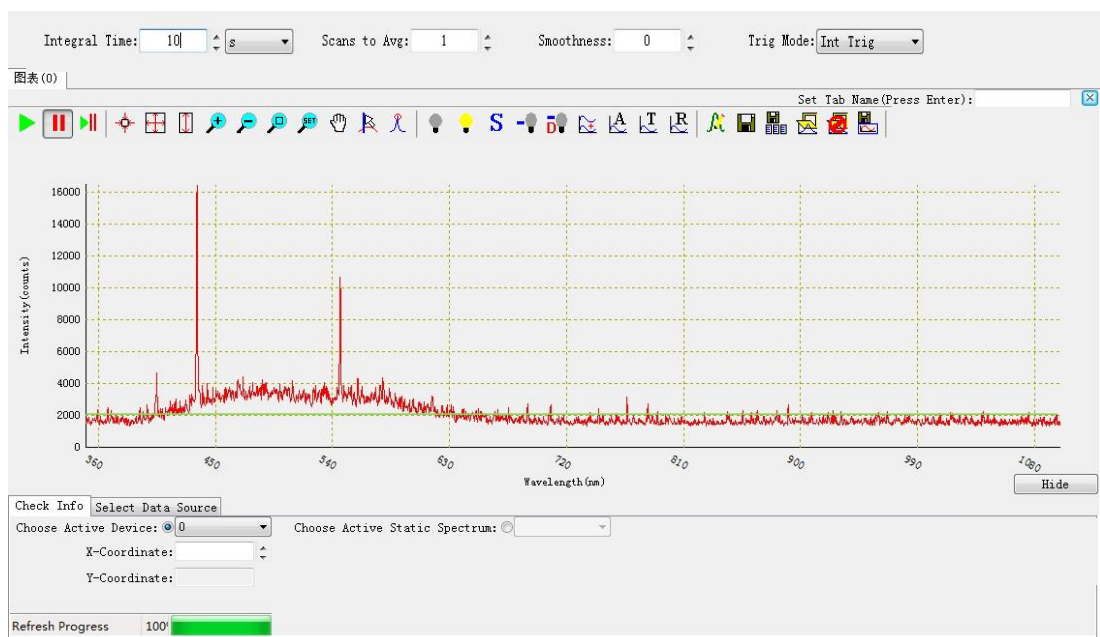 Integral Time: 10 s Scans to Avg: 1 Smoothness: 0 Trig Mode: Int Trig
图表(0)
Set Tab Name(Press Enter):
SET S D A T R
16000
14000
12000
10000
8000
6000
4000
2000
0
Intensity(counts)
360 450 540 630 720 810 900 990 1080
Wavelength(nm)
Hide
Check Info Select Data Source
Choose Active Device: 0 Choose Active Static Spectrum:
X-Coordinate:
Y-Coordinate:
Refresh Progress 100%